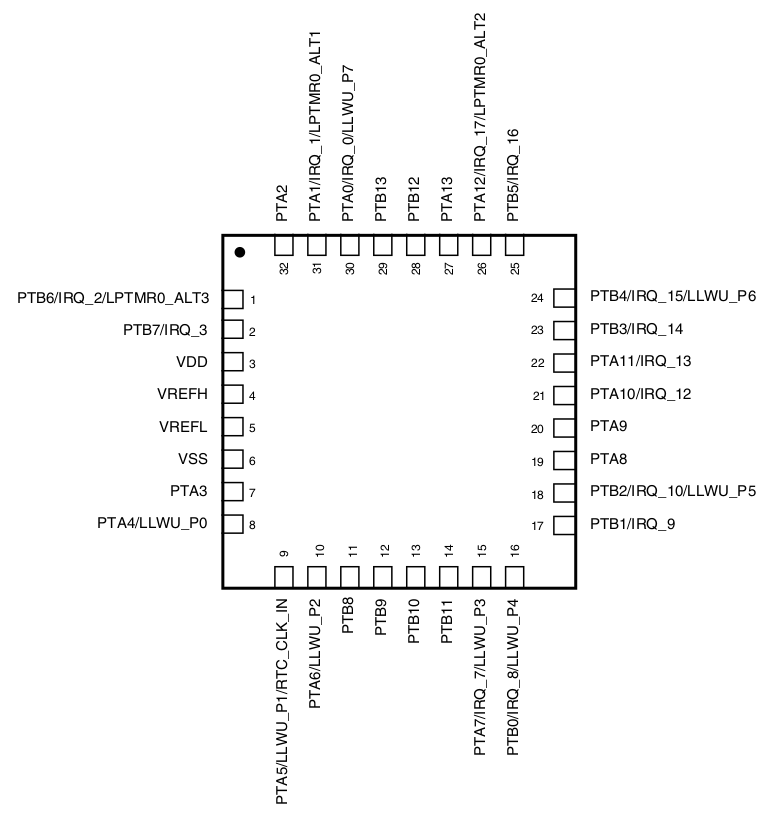 PTA2
PTA1/IRQ_1/LPTMR0_ALT1
PTA0/IRQ_0/LLWU_P7
PTB13
PTB12
PTA13
PTA12/IRQ_17/LPTMR0_ALT2
PTB5/IRQ_16
32
31
30
29
28
27
26
25
PTB6/IRQ_2/LPTMR0_ALT3 1
PTB7/IRQ_3 2
VDD 3
VREFH 4
VREFL 5
VSS 6
PTA3 7
PTA4/LLWU_P0 8
24 PTB4/IRQ_15/LLWU_P6
23 PTB3/IRQ_14
22 PTA11/IRQ_13
21 PTA10/IRQ_12
20 PTA9
19 PTA8
18 PTB2/IRQ_10/LLWU_P5
17 PTB1/IRQ_9
9
10
11
12
13
14
15
16
PTA5/LLWU_P1/RTC_CLK_IN
PTA6/LLWU_P2
PTB8
PTB9
PTB10
PTB11
PTA7/IRQ_7/LLWU_P3
PTB0/IRQ_8/LLWU_P4